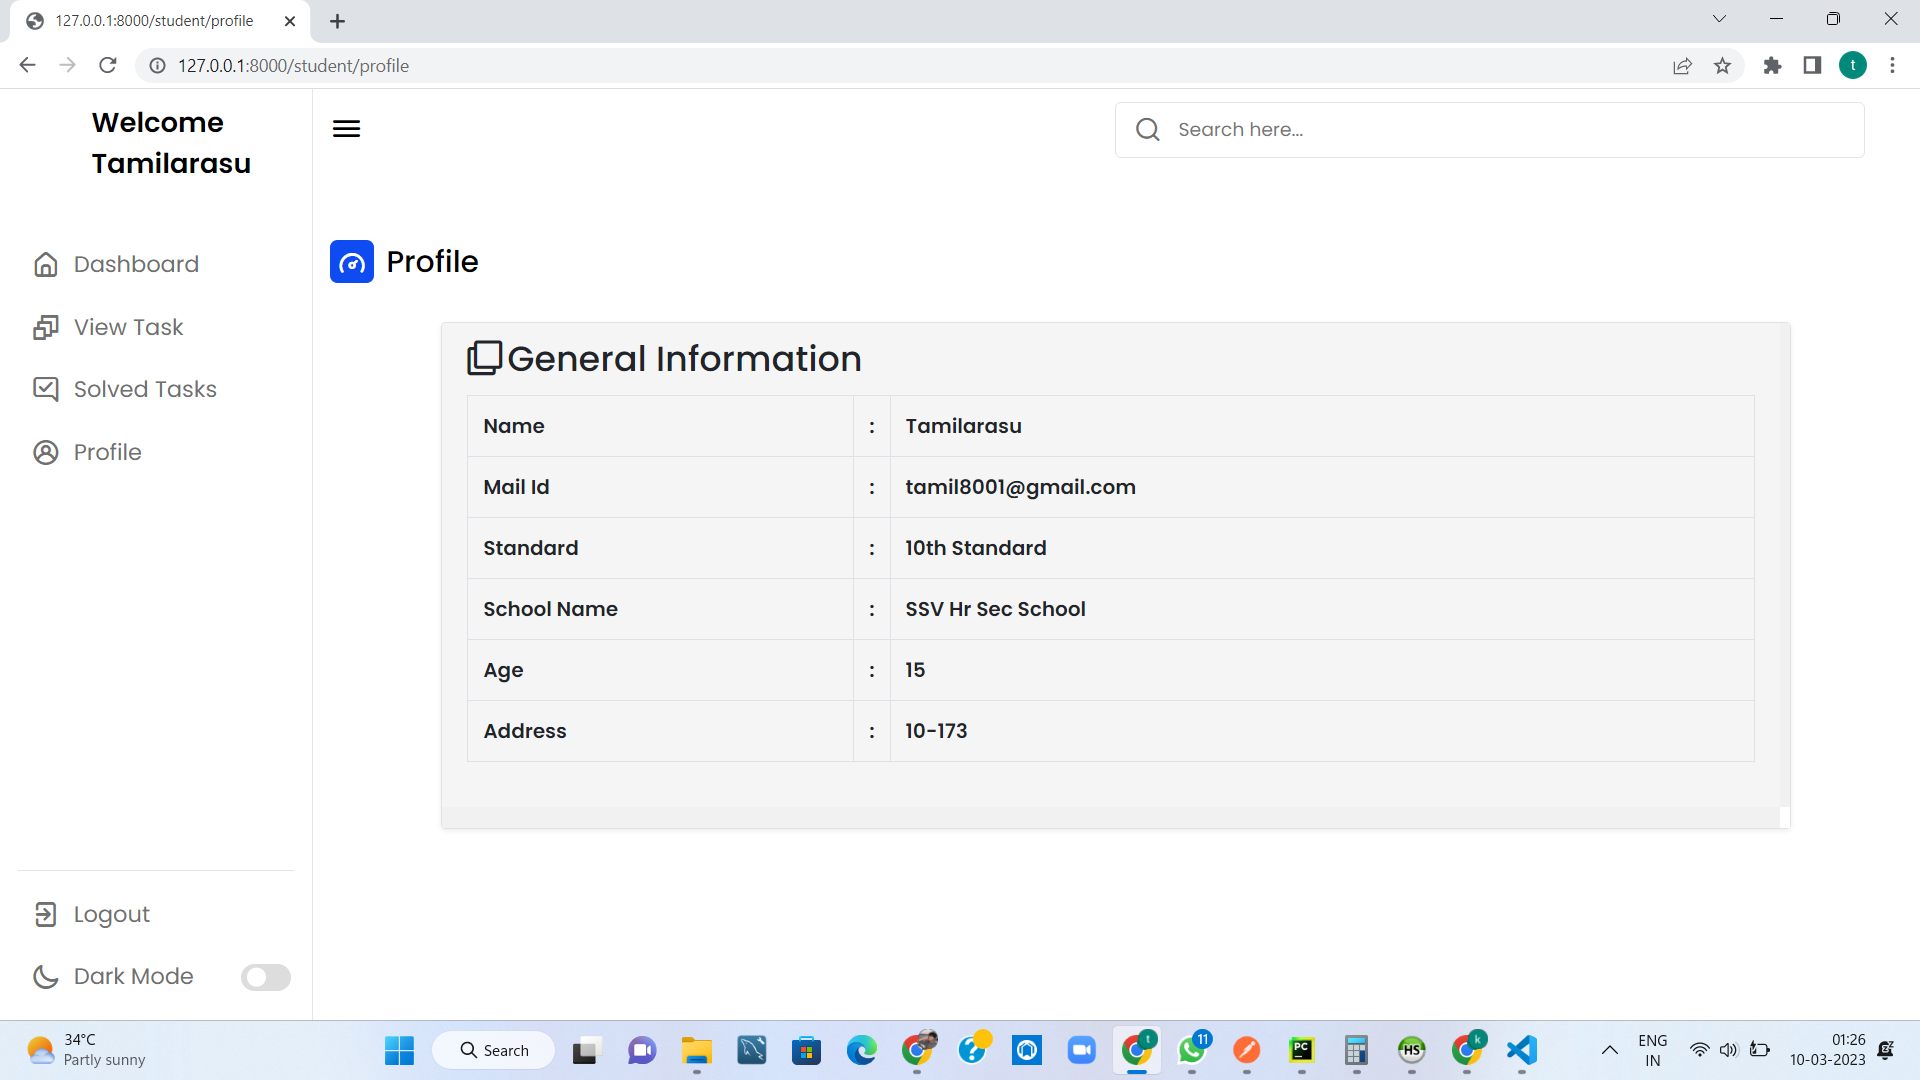 127.0.0.1:8000/student/profile
127.0.0.1:8000/student/profile
t
Welcome
Tamilarasu
Search here...
Dashboard
View Task
Solved Tasks
Profile
Logout
Dark Mode
Profile
General Information
Name : Tamilarasu
Mail Id : tamil8001@gmail.com
Standard : 10th Standard
School Name : SSV Hr Sec School
Age : 15
Address : 10-173
34°C
Partly sunny
Search
t
11
PC
HS
k
ENG
IN
01:26
10-03-2023